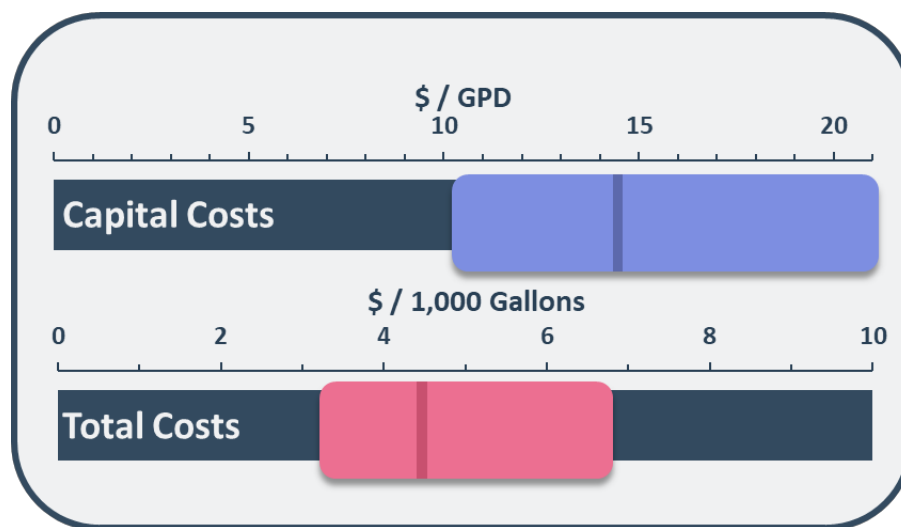 $ / GPD
0 5 10 15 20
Capital Costs
$ / 1,000 Gallons
0 2 4 6 8 10
Total Costs